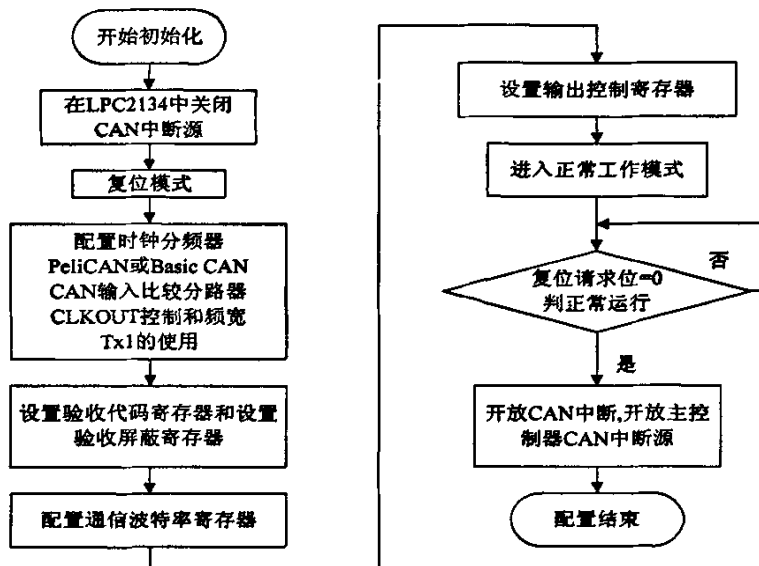 开始初始化
在LPC2134中关闭
CAN中断源
复位模式
配置时钟分频器
PeliCAN或Basic CAN
CAN输入比较分路器
CLKOUT控制和频宽
Tx1的使用
设置验收代码寄存器和设置
验收屏蔽寄存器
配置通信波特率寄存器
设置输出控制寄存器
进入正常工作模式
复位请求位=0
判正常运行
否
是
开放CAN中断,开放主控
制器CAN中断源
配置结束